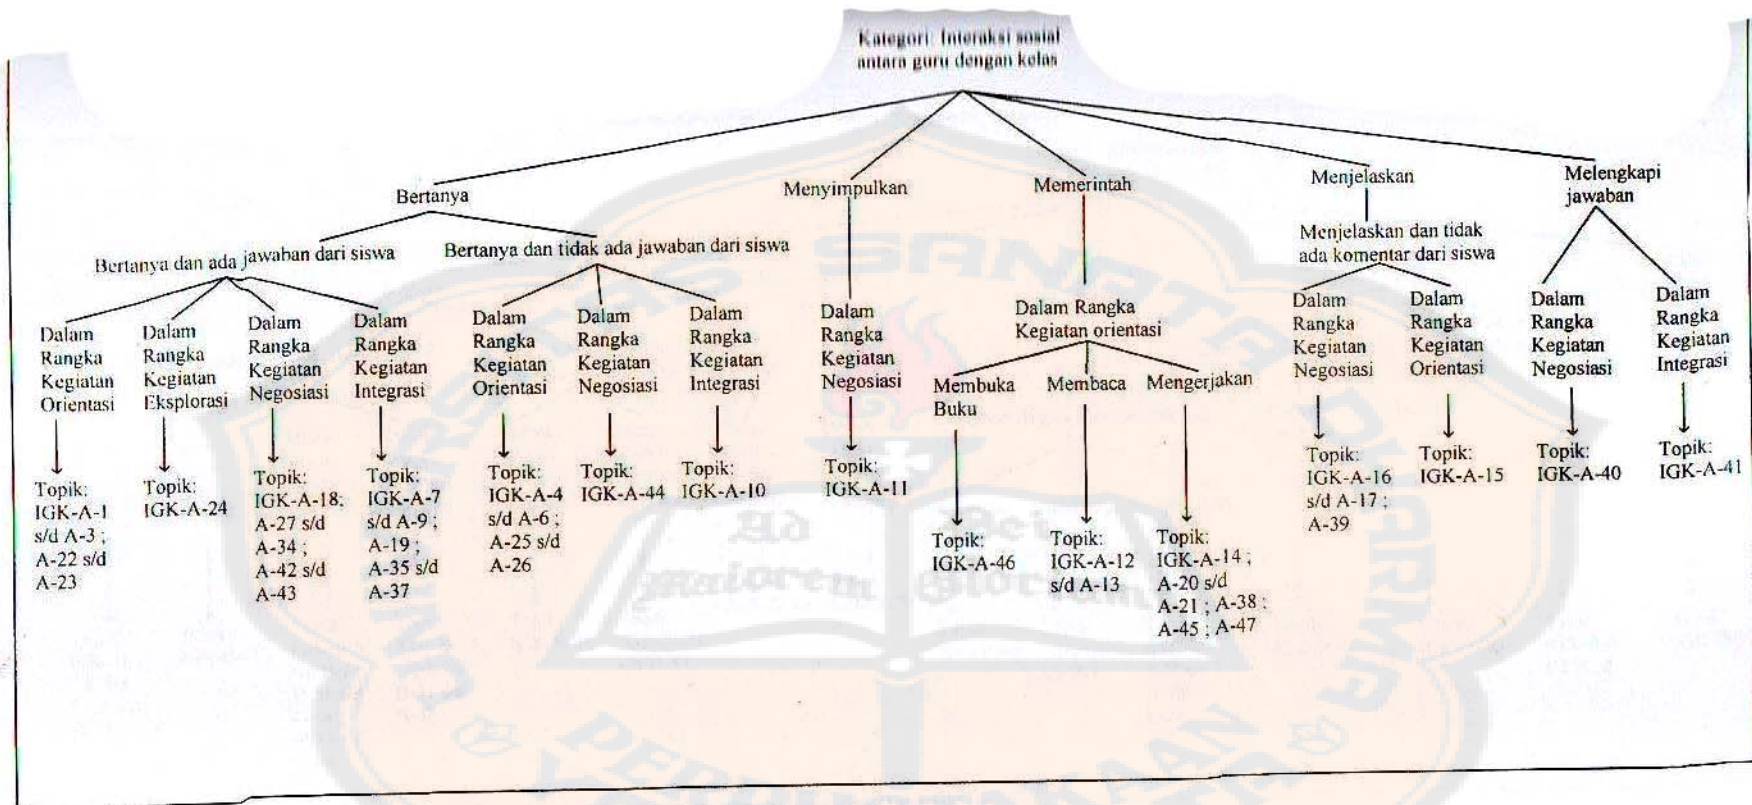 Kategori: Interaksi sosial
antara guru dengan kelas
Bertanya
Menyimpulkan
Memerintah
Menjelaskan
Melengkapi
jawaban
Bertanya dan ada jawaban dari siswa
Bertanya dan tidak ada jawaban dari siswa
Menjelaskan dan tidak
ada komentar dari siswa
Dalam
Rangka
Kegiatan
Orientasi
Dalam
Rangka
Kegiatan
Eksplorasi
Dalam
Rangka
Kegiatan
Negosiasi
Dalam
Rangka
Kegiatan
Integrasi
Dalam
Rangka
Kegiatan
Orientasi
Dalam
Rangka
Kegiatan
Negosiasi
Dalam
Rangka
Kegiatan
Integrasi
Dalam
Rangka
Kegiatan
Negosiasi
Dalam Rangka
Kegiatan orientasi
Membuka
Buku
Membaca
Mengerjakan
Dalam
Rangka
Kegiatan
Negosiasi
Dalam
Rangka
Kegiatan
Orientasi
Dalam
Rangka
Kegiatan
Negosiasi
Dalam
Rangka
Kegiatan
Integrasi
Topik:
IGK-A-1
s/d A-3 ;
A-22 s/d
A-23
Topik:
IGK-A-24
Topik:
IGK-A-18;
A-27 s/d
A-34 ;
A-42 s/d
A-43
Topik:
IGK-A-7
s/d A-9 ;
A-19 ;
A-35 s/d
A-37
Topik:
IGK-A-4
s/d A-6 ;
A-25 s/d
A-26
Topik:
IGK-A-44
Topik:
IGK-A-10
Topik:
IGK-A-11
Topik:
IGK-A-46
Topik:
IGK-A-12
s/d A-13
Topik:
IGK-A-14 ;
A-20 s/d
A-21 ; A-38 ;
A-45 ; A-47
Topik:
IGK-A-16
s/d A-17 ;
A-39
Topik:
IGK-A-15
Topik:
IGK-A-40
Topik:
IGK-A-41
UNIVERSITAS SANATA DHARMA
Ad
maiorem
Dei
Gloriam
PERPUSTAKAAN